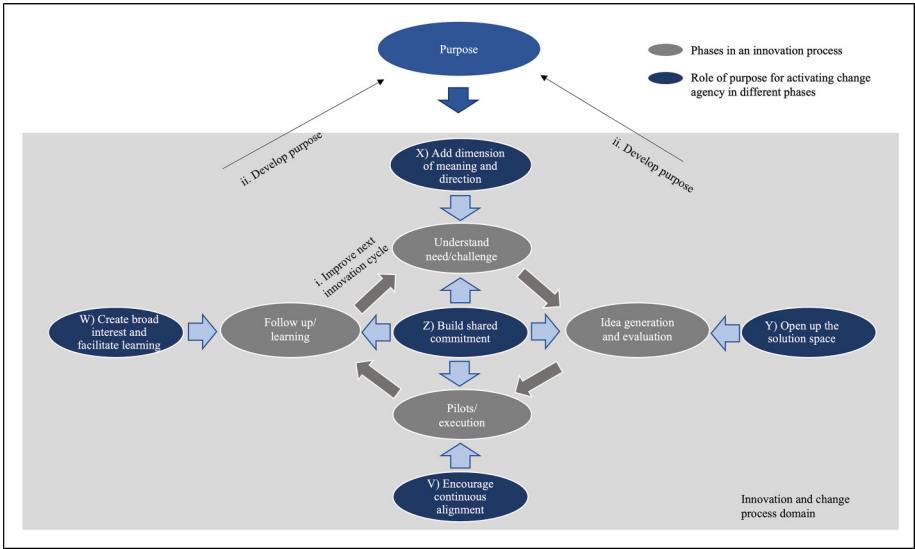 Purpose
Phases in an innovation process
Role of purpose for activating change
agency in different phases
ii. Develop purpose
ii. Develop purpose
X) Add dimension
of meaning and
direction
i. Improve next
innovation cycle
Understand
need/challenge
W) Create broad
interest and
facilitate learning
Follow up/
learning
Z) Build shared
commitment
Idea generation
and evaluation
Y) Open up the
solution space
Pilots/
execution
V) Encourage
continuous
alignment
Innovation and change
process domain